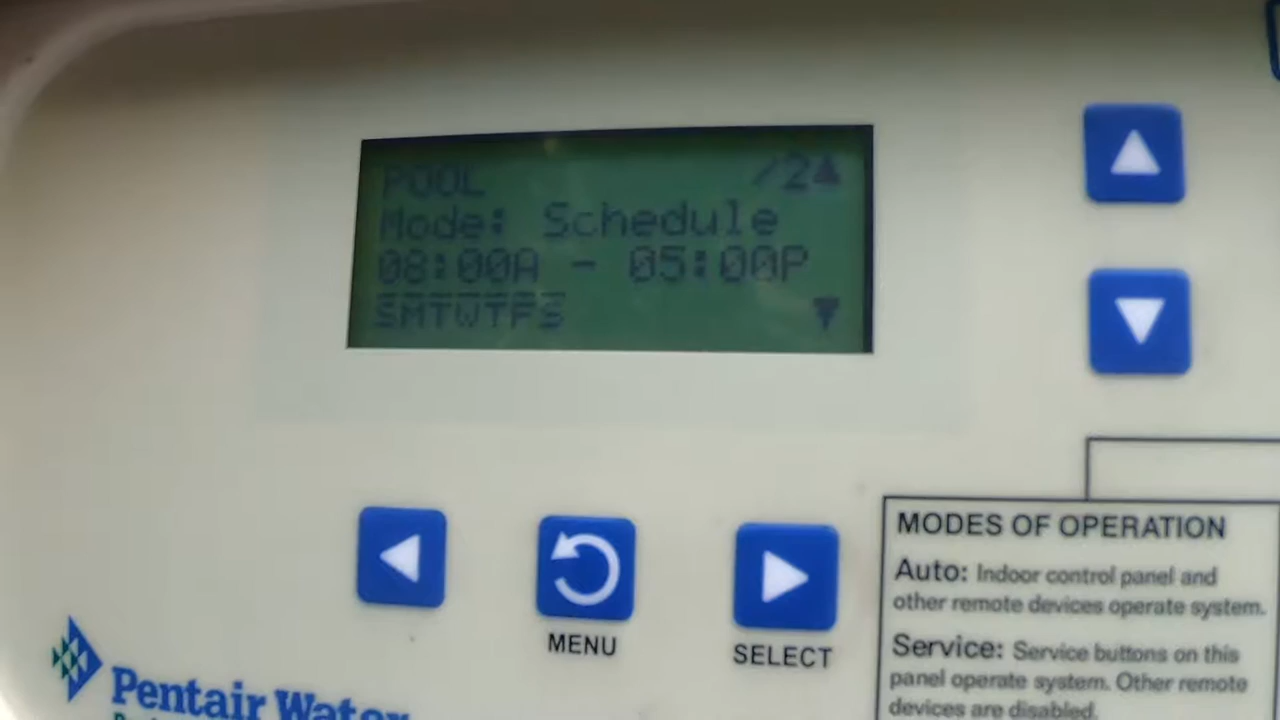 POOL /2▲
Mode: Schedule
08:00A - 05:00P
SMTWTFS ▼
MENU
SELECT
MODES OF OPERATION
Auto: Indoor control panel and
other remote devices operate system.
Service: Service buttons on this
panel operate system. Other remote
devices are disabled.
Pentair Water